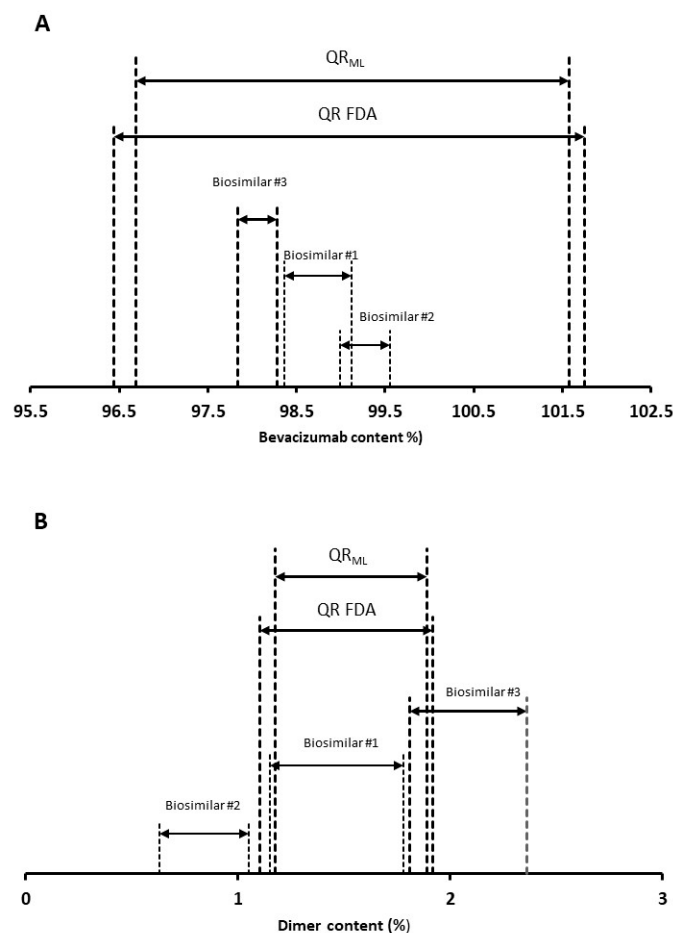 A
QR_ML
QR FDA
Biosimilar #3
Biosimilar #1
Biosimilar #2
95.5 96.5 97.5 98.5 99.5 100.5 101.5 102.5
Bevacizumab content %)
B
QR_ML
QR FDA
Biosimilar #3
Biosimilar #1
Biosimilar #2
0 1 2 3
Dimer content (%)